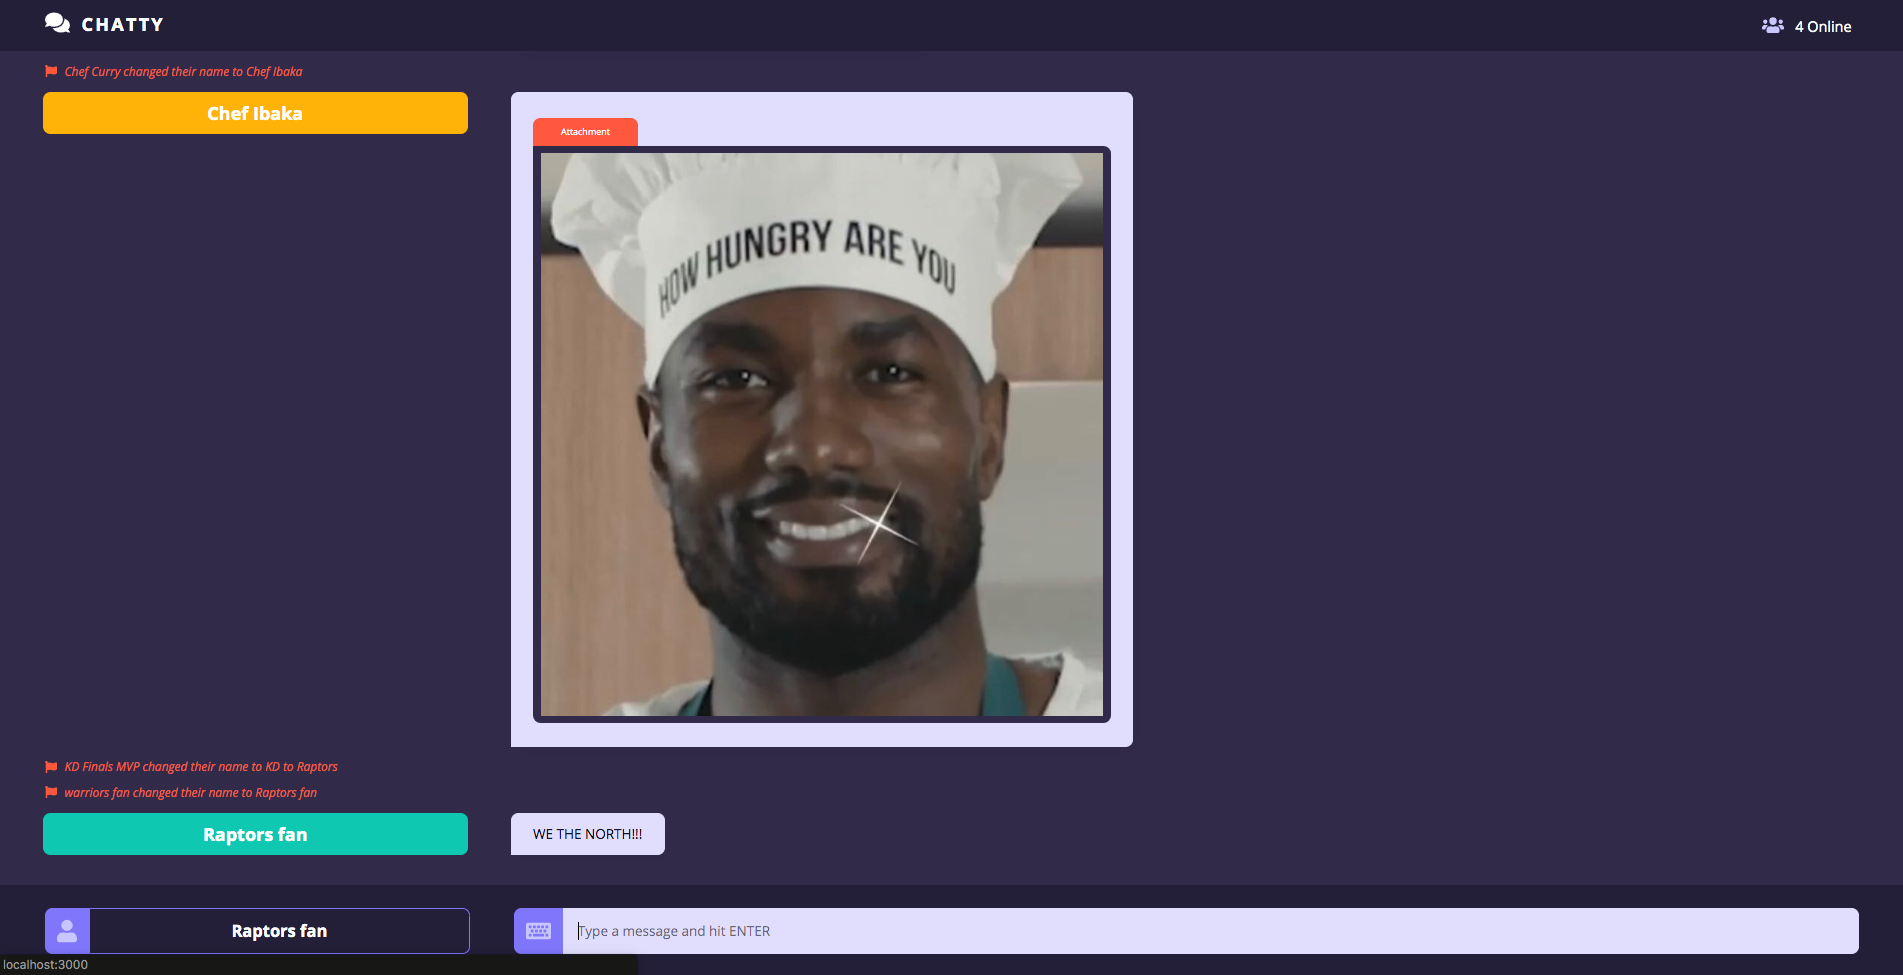 CHATTY
4 Online
Chef Curry changed their name to Chef Ibaka
Chef Ibaka
Attachment
HOW HUNGRY ARE YOU
KD Finals MVP changed their name to KD to Raptors
warriors fan changed their name to Raptors fan
Raptors fan
WE THE NORTH!!!
Raptors fan
Type a message and hit ENTER
localhost:3000